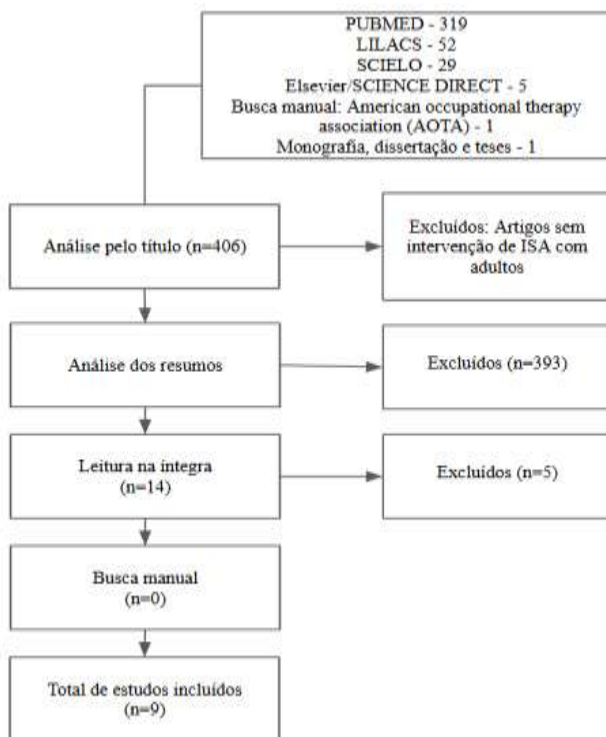 PUBMED - 319
LILACS - 52
SCIELO - 29
Elsevier/SCIENCE DIRECT - 5
Busca manual: American occupational therapy
association (AOTA) - 1
Monografia, dissertação e teses - 1
Análise pelo título (n=406)
Excluídos: Artigos sem
intervenção de ISA com
adultos
Análise dos resumos
Excluídos (n=393)
Leitura na íntegra
(n=14)
Excluídos (n=5)
Busca manual
(n=0)
Total de estudos incluídos
(n=9)